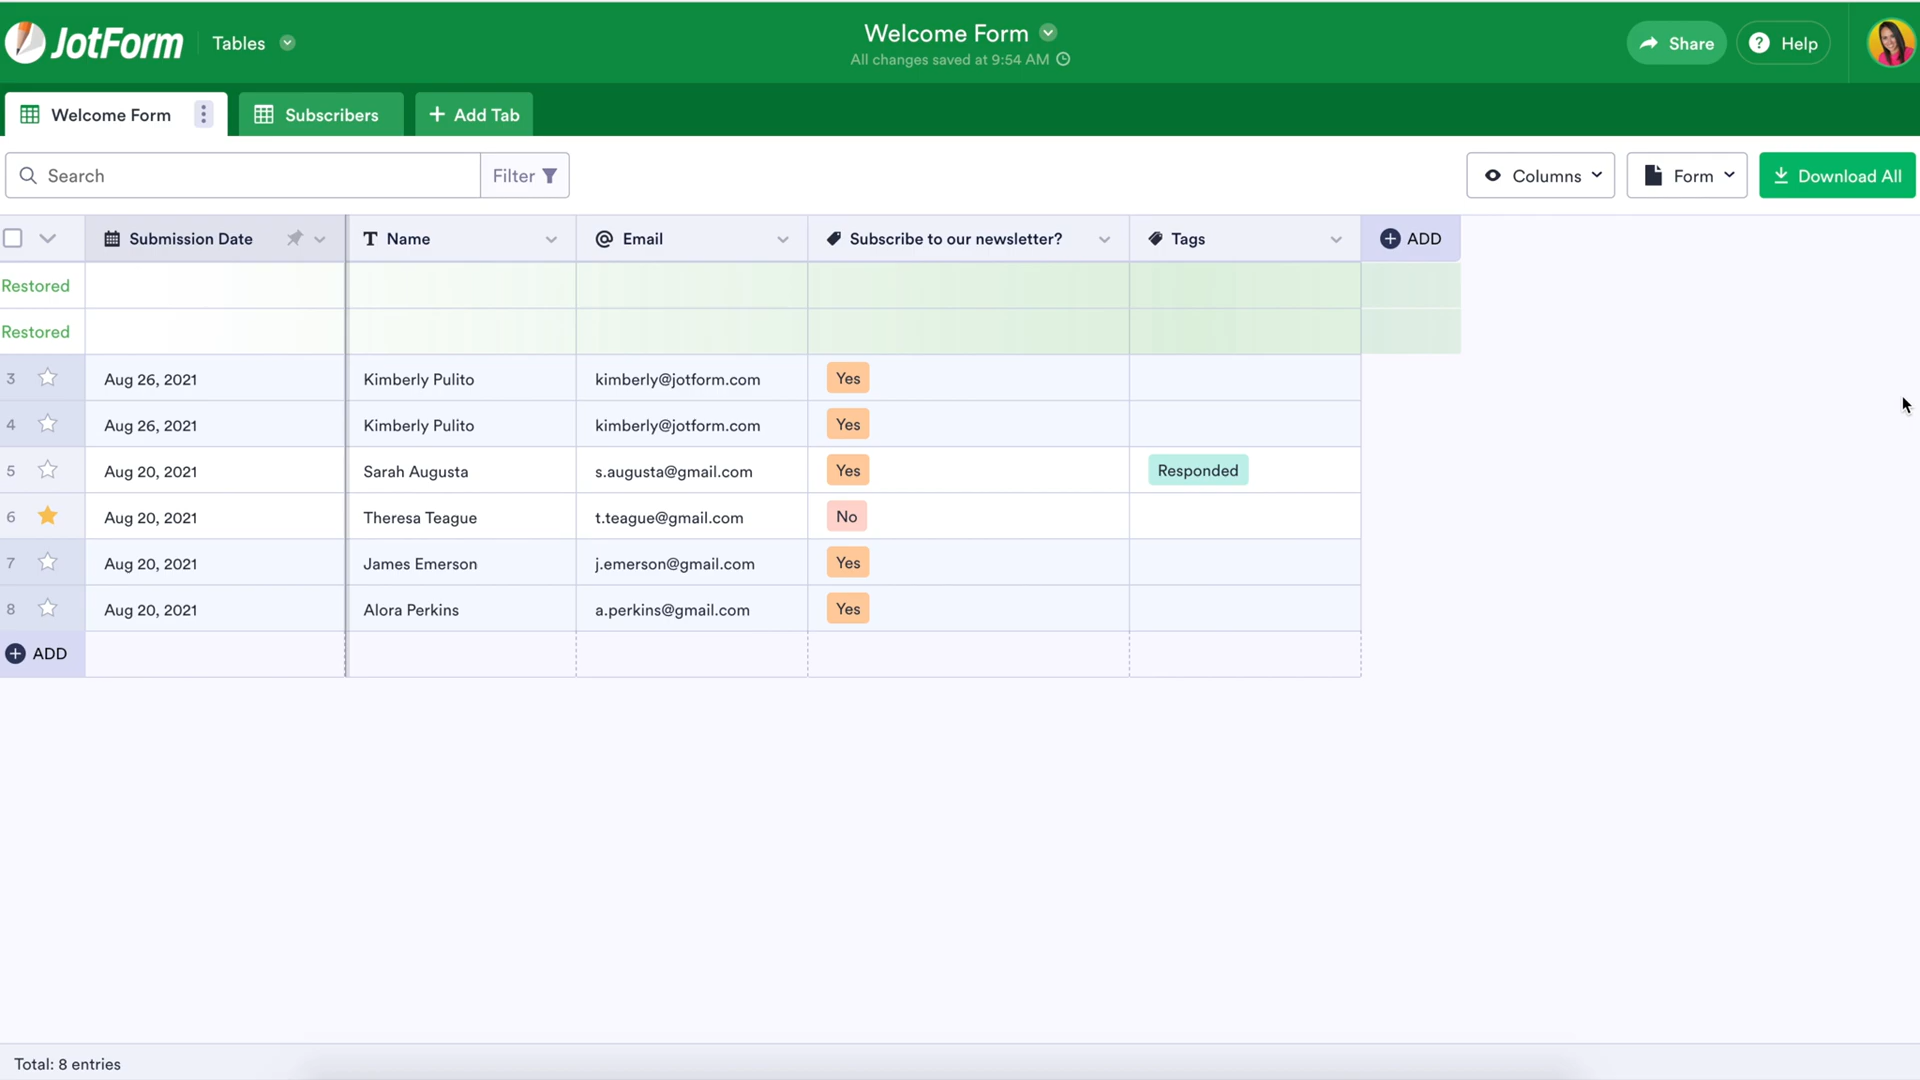 JotForm Tables
Welcome Form
All changes saved at 9:54 AM
Share
Help
Welcome Form
Subscribers
Add Tab
Search
Filter
Columns
Form
Download All
Submission Date Name Email Subscribe to our newsletter? Tags ADD
Restored
Restored
3 Aug 26, 2021 Kimberly Pulito kimberly@jotform.com Yes
4 Aug 26, 2021 Kimberly Pulito kimberly@jotform.com Yes
5 Aug 20, 2021 Sarah Augusta s.augusta@gmail.com Yes Responded
6 Aug 20, 2021 Theresa Teague t.teague@gmail.com No
7 Aug 20, 2021 James Emerson j.emerson@gmail.com Yes
8 Aug 20, 2021 Alora Perkins a.perkins@gmail.com Yes
ADD
Total: 8 entries